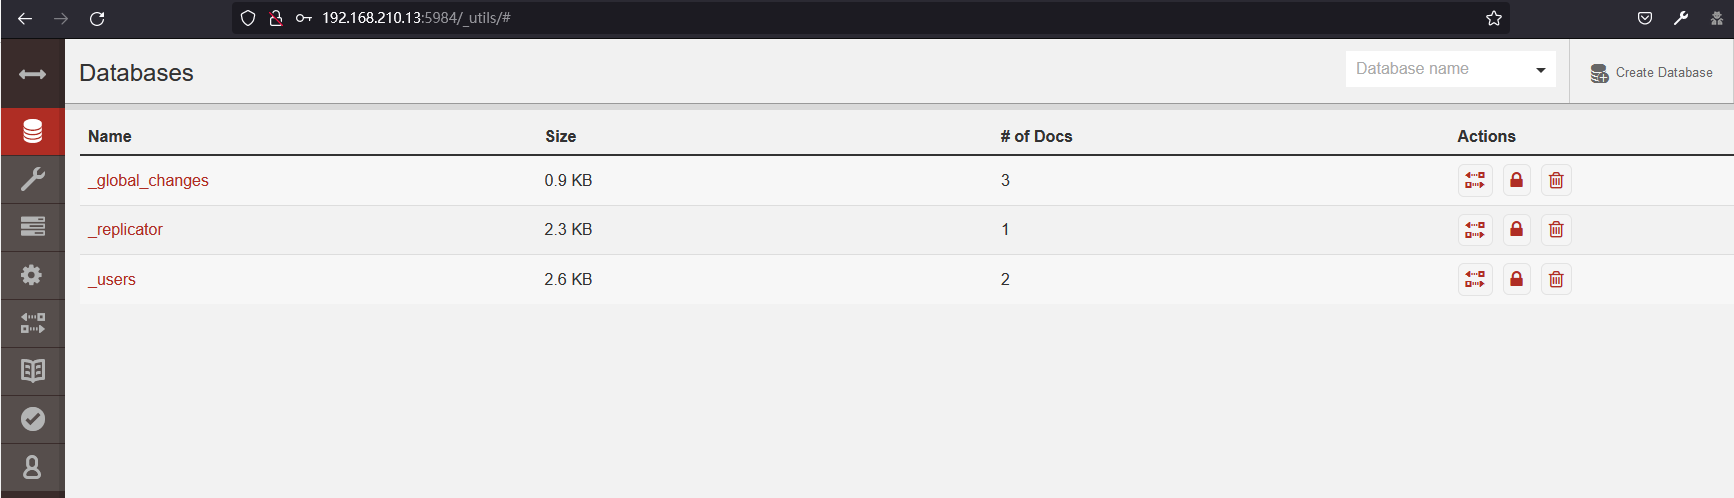 192.168.210.13:5984/_utils/#
Databases
Database name
Create Database
Name Size # of Docs Actions
_global_changes 0.9 KB 3
_replicator 2.3 KB 1
_users 2.6 KB 2